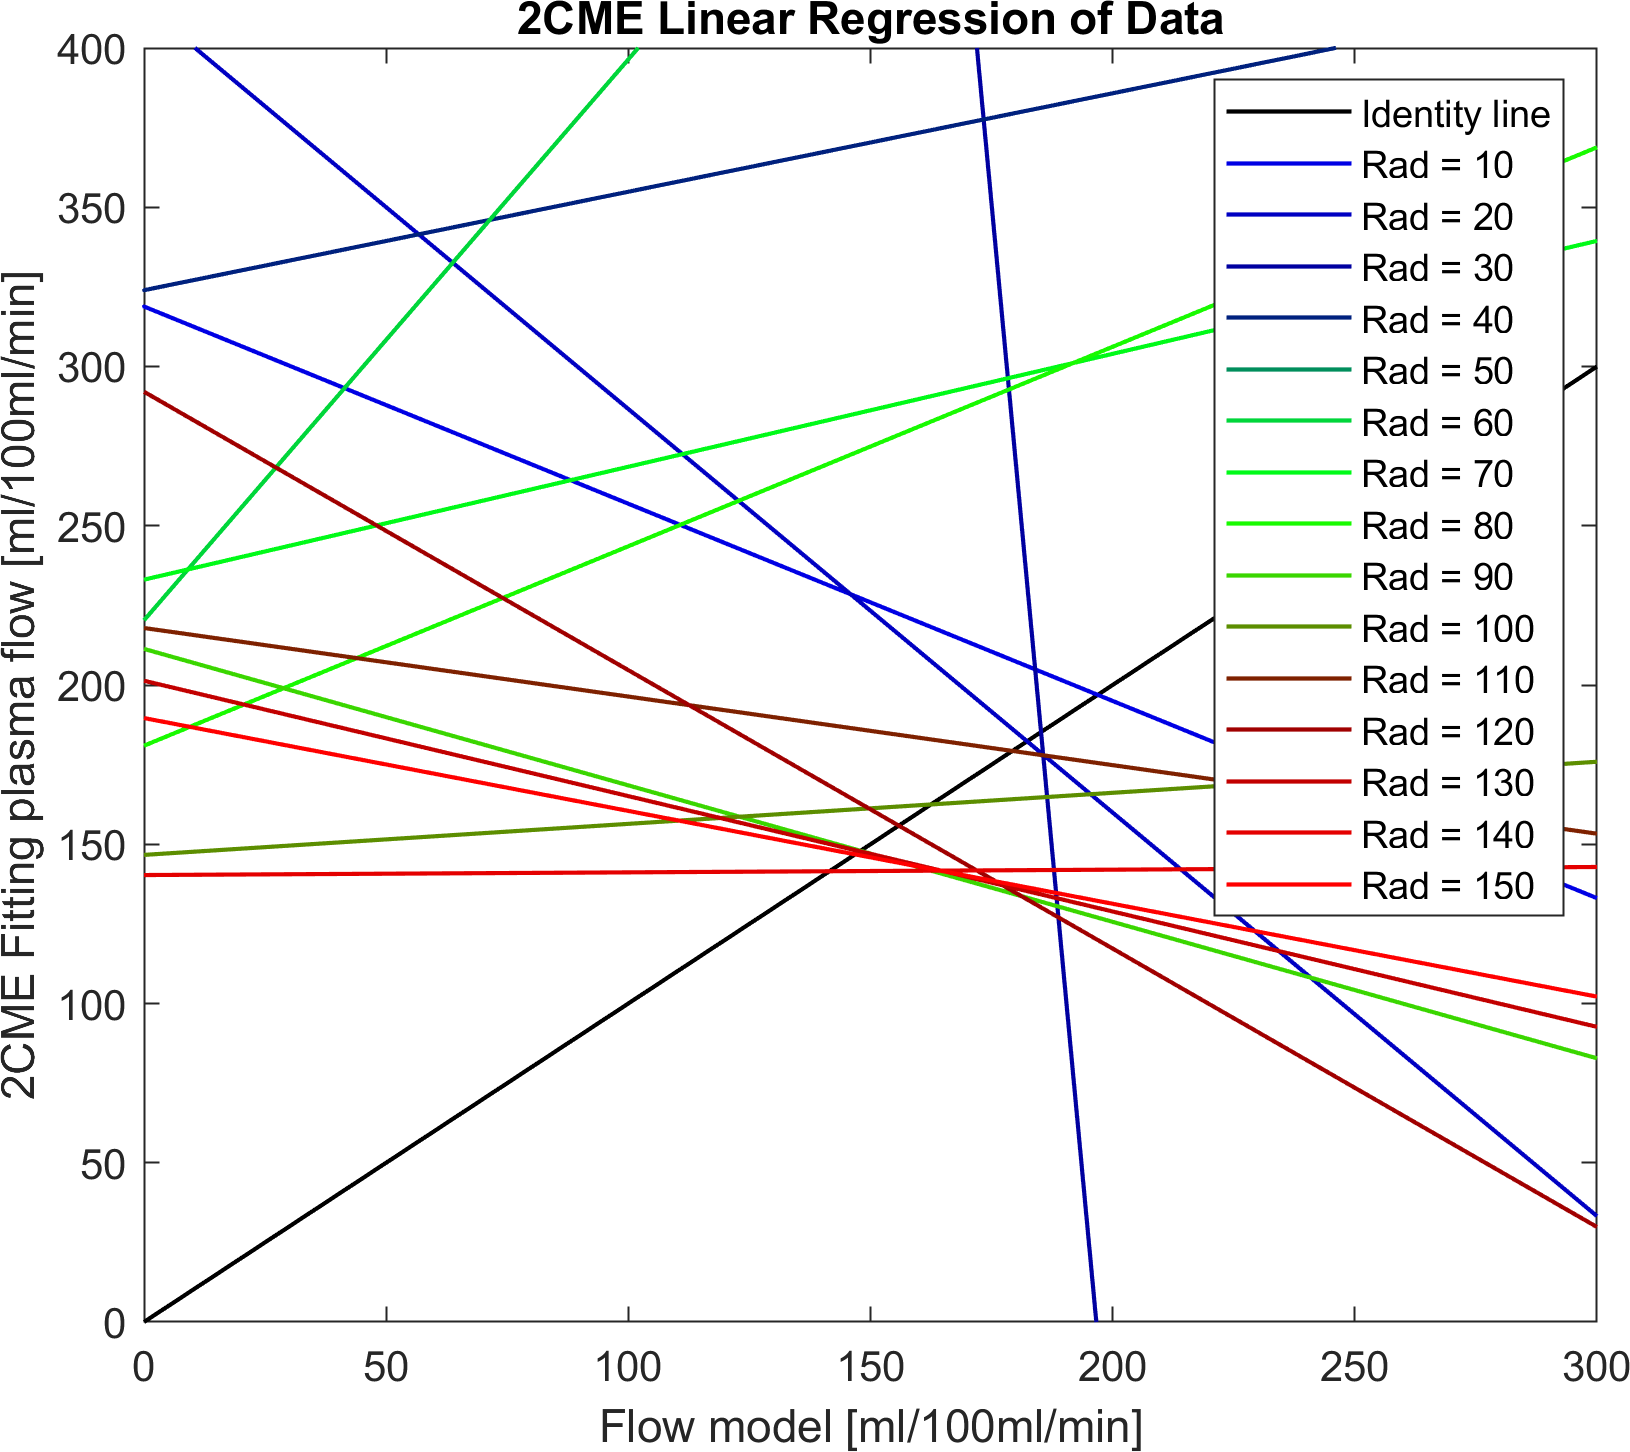 2CME Linear Regression of Data
400
350
300
250
200
150
100
50
0
0 50 100 150 200 250 300
2CME Fitting plasma flow [ml/100ml/min]
Flow model [ml/100ml/min]
Identity line
Rad = 10
Rad = 20
Rad = 30
Rad = 40
Rad = 50
Rad = 60
Rad = 70
Rad = 80
Rad = 90
Rad = 100
Rad = 110
Rad = 120
Rad = 130
Rad = 140
Rad = 150